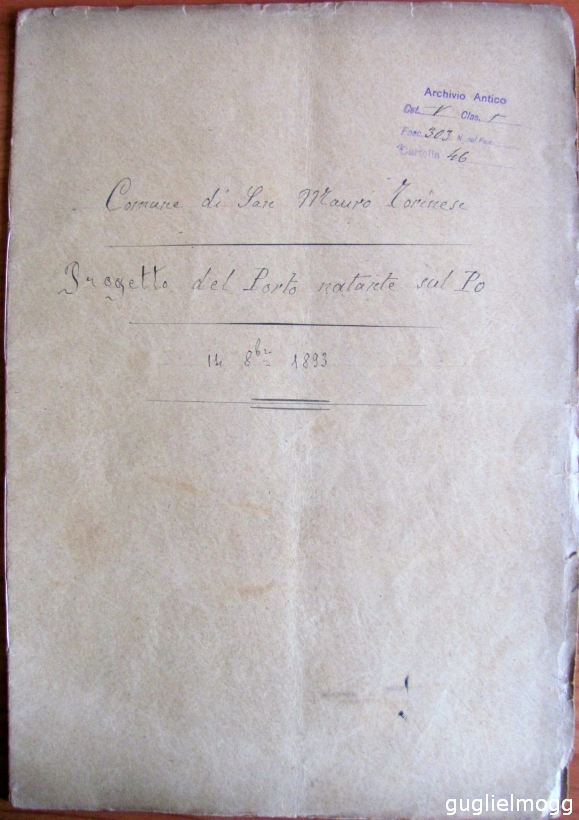 Archivio Antico
Cat. V Clas.
Fasc. 303 N.
Cartella 46
Comune di San Mauro Torinese
Progetto del Porto natante sul Po
14 8bre 1893
guglielmogg